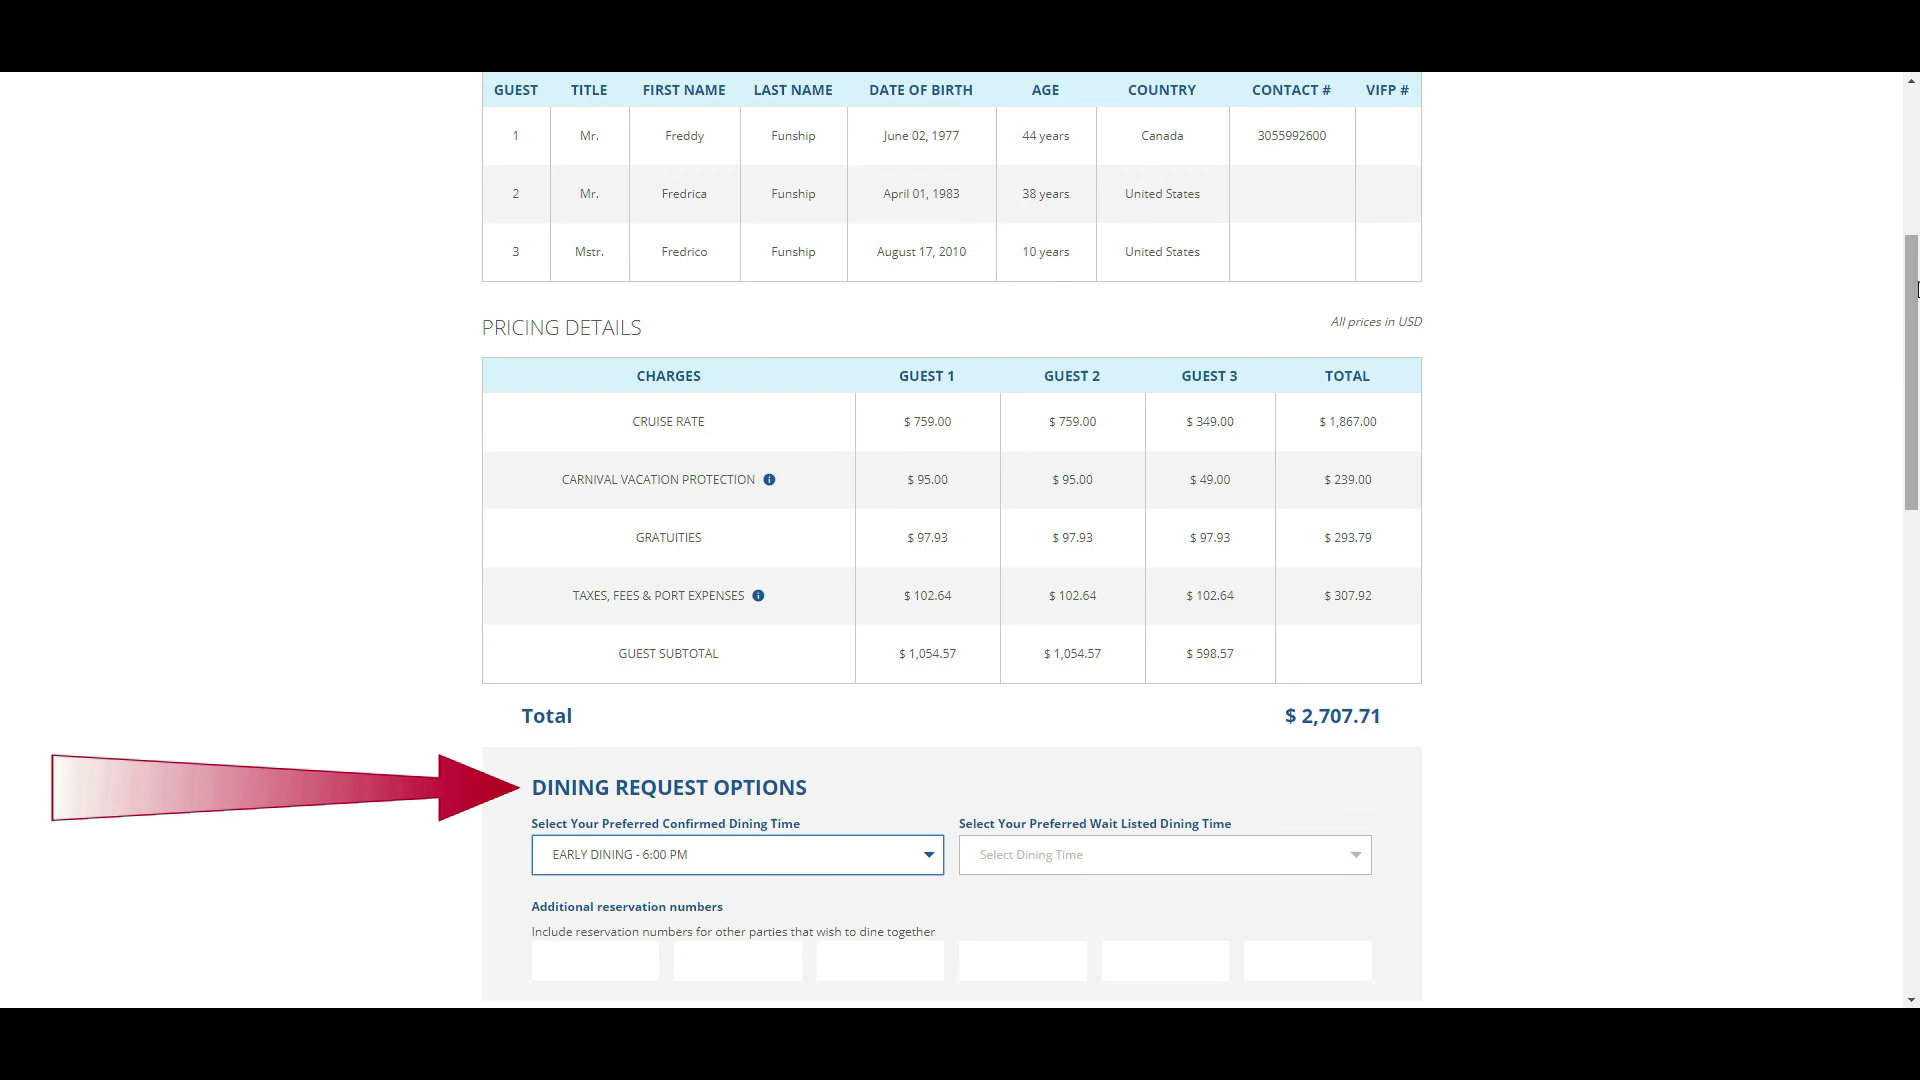 GUEST TITLE FIRST NAME LAST NAME DATE OF BIRTH AGE COUNTRY CONTACT # VIFP #
1 Mr. Freddy Funship June 02, 1977 44 years Canada 3055992600
2 Mr. Fredrica Funship April 01, 1983 38 years United States
3 Mstr. Fredrico Funship August 17, 2010 10 years United States
PRICING DETAILS All prices in USD
CHARGES GUEST 1 GUEST 2 GUEST 3 TOTAL
CRUISE RATE $ 759.00 $ 759.00 $ 349.00 $ 1,867.00
CARNIVAL VACATION PROTECTION i $ 95.00 $ 95.00 $ 49.00 $ 239.00
GRATUITIES $ 97.93 $ 97.93 $ 97.93 $ 293.79
TAXES, FEES & PORT EXPENSES i $ 102.64 $ 102.64 $ 102.64 $ 307.92
GUEST SUBTOTAL $ 1,054.57 $ 1,054.57 $ 598.57
Total $ 2,707.71
DINING REQUEST OPTIONS
Select Your Preferred Confirmed Dining Time Select Your Preferred Wait Listed Dining Time
EARLY DINING - 6:00 PM Select Dining Time
Additional reservation numbers
Include reservation numbers for other parties that wish to dine together